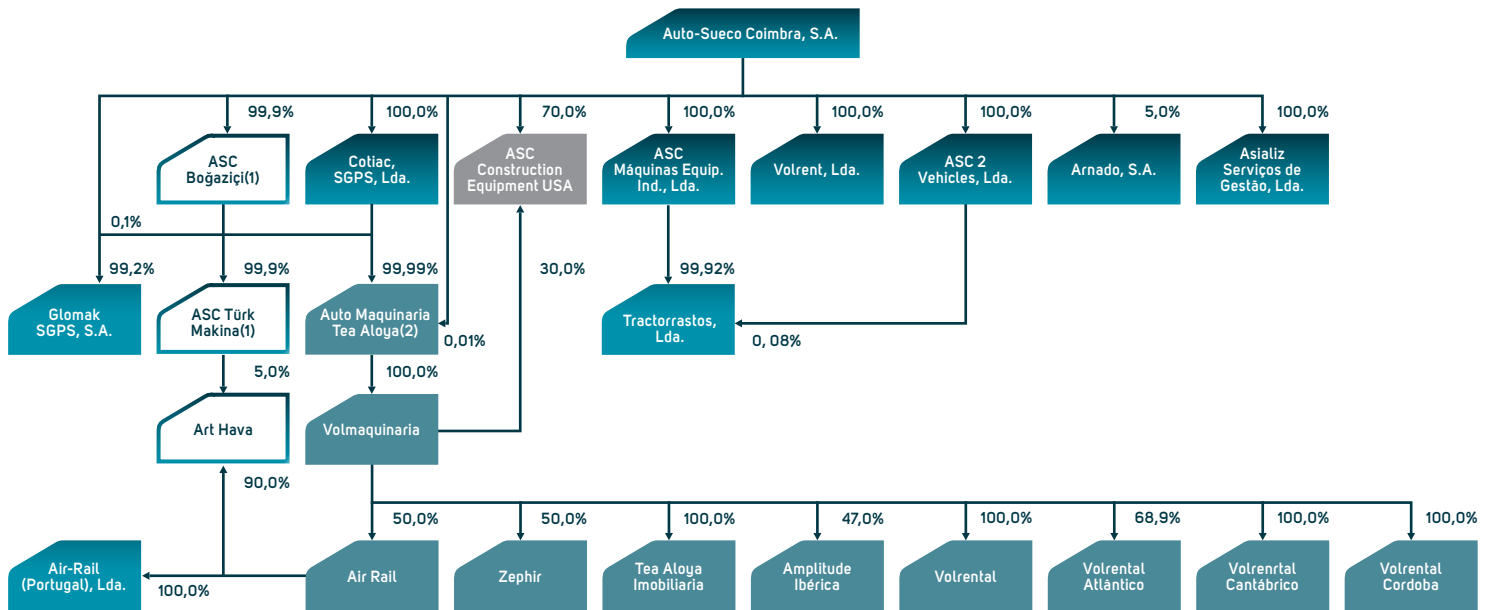 Auto-Sueco Coimbra, S.A.
99,9%
100,0%
70,0%
100,0%
100,0%
100,0%
5,0%
100,0%
ASC
Boğaziçi(1)
Cotiac,
SGPS, Lda.
ASC
Construction
Equipment USA
ASC
Máquinas Equip.
Ind., Lda.
Volrent, Lda.
ASC 2
Vehicles, Lda.
Arnado, S.A.
Asializ
Serviços de
Gestão, Lda.
0,1%
99,2%
99,9%
99,99%
30,0%
99,92%
Glomak
SGPS, S.A.
ASC Türk
Makina(1)
Auto Maquinaria
Tea Aloya(2)
0,01%
Tractorrastos,
Lda.
0, 08%
5,0%
100,0%
Art Hava
Volmaquinaria
90,0%
50,0%
50,0%
100,0%
47,0%
100,0%
68,9%
100,0%
100,0%
Air-Rail
(Portugal), Lda.
100,0%
Air Rail
Zephir
Tea Aloya
Imobiliaria
Amplitude
Ibérica
Volrental
Volrental
Atlântico
Volrenrtal
Cantábrico
Volrental
Cordoba